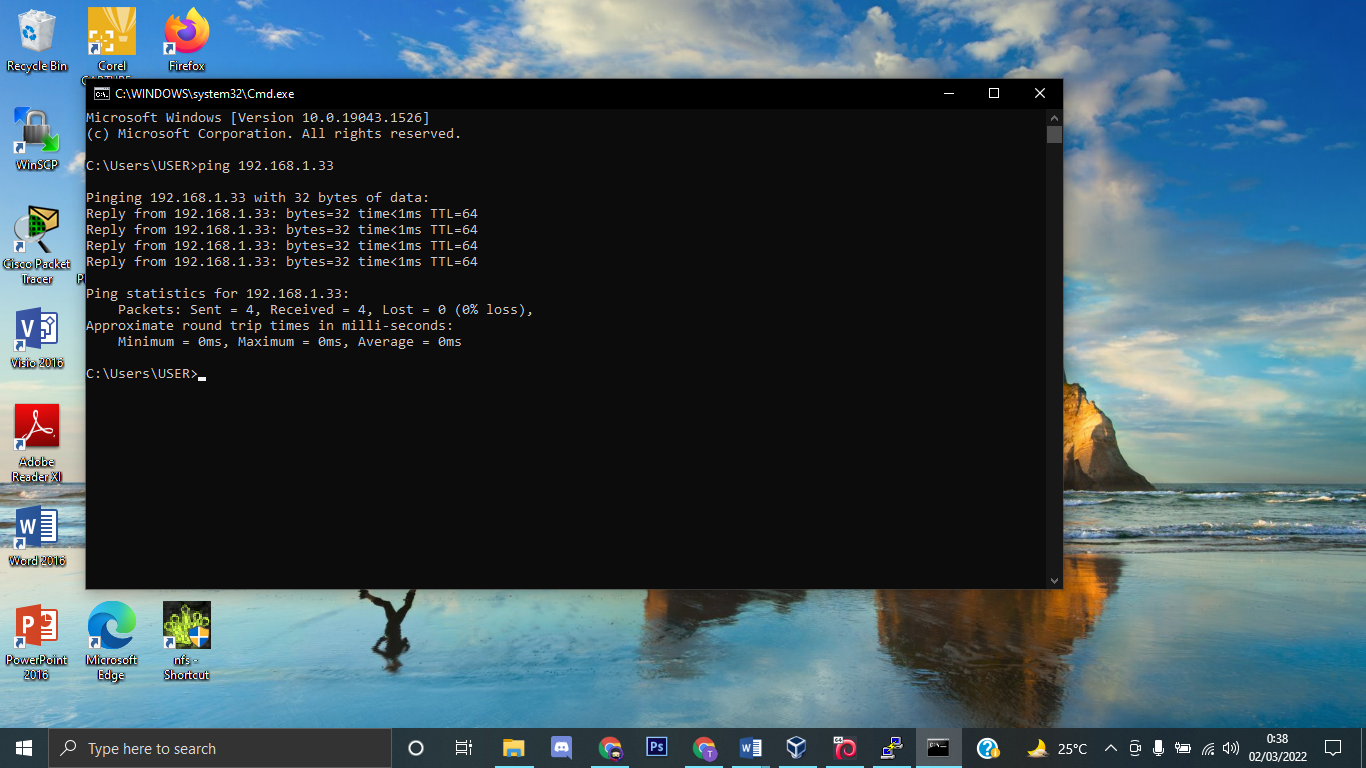 Recycle Bin
Corel
Firefox
C:\WINDOWS\system32\Cmd.exe
Microsoft Windows [Version 10.0.19043.1526]
(c) Microsoft Corporation. All rights reserved.
C:\Users\USER>ping 192.168.1.33
Pinging 192.168.1.33 with 32 bytes of data:
Reply from 192.168.1.33: bytes=32 time<1ms TTL=64
Reply from 192.168.1.33: bytes=32 time<1ms TTL=64
Reply from 192.168.1.33: bytes=32 time<1ms TTL=64
Reply from 192.168.1.33: bytes=32 time<1ms TTL=64
Ping statistics for 192.168.1.33:
Packets: Sent = 4, Received = 4, Lost = 0 (0% loss),
Approximate round trip times in milli-seconds:
Minimum = 0ms, Maximum = 0ms, Average = 0ms
C:\Users\USER>
WinSCP
Cisco Packet
Tracer
Visio 2016
Adobe
Reader XI
Word 2016
PowerPoint
2016
Microsoft
Edge
nfs -
Shortcut
Type here to search
Ps
25°C
0:38
02/03/2022